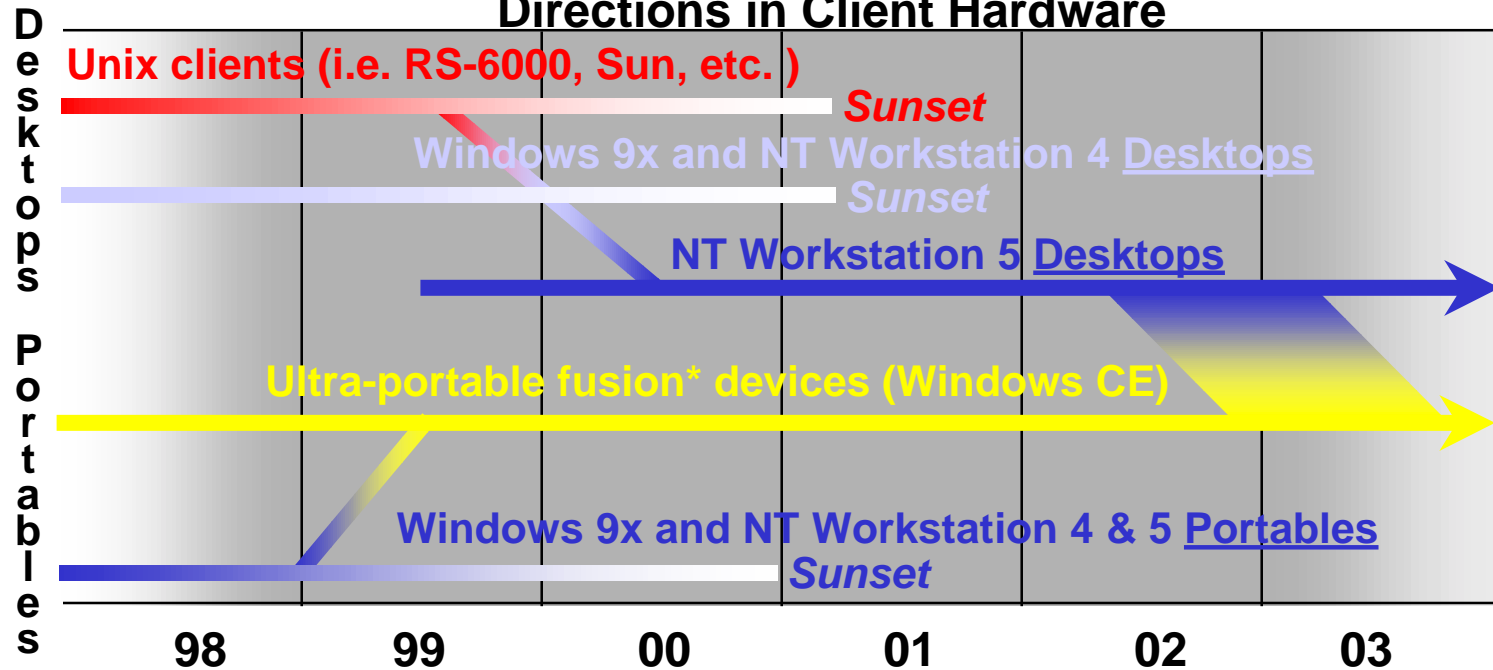 Directions in Client Hardware
Desktops
Unix clients (i.e. RS-6000, Sun, etc. )
Sunset
Windows 9x and NT Workstation 4 Desktops
Sunset
NT Workstation 5 Desktops
Portables
Ultra-portable fusion* devices (Windows CE)
Windows 9x and NT Workstation 4 & 5 Portables
Sunset
98 99 00 01 02 03